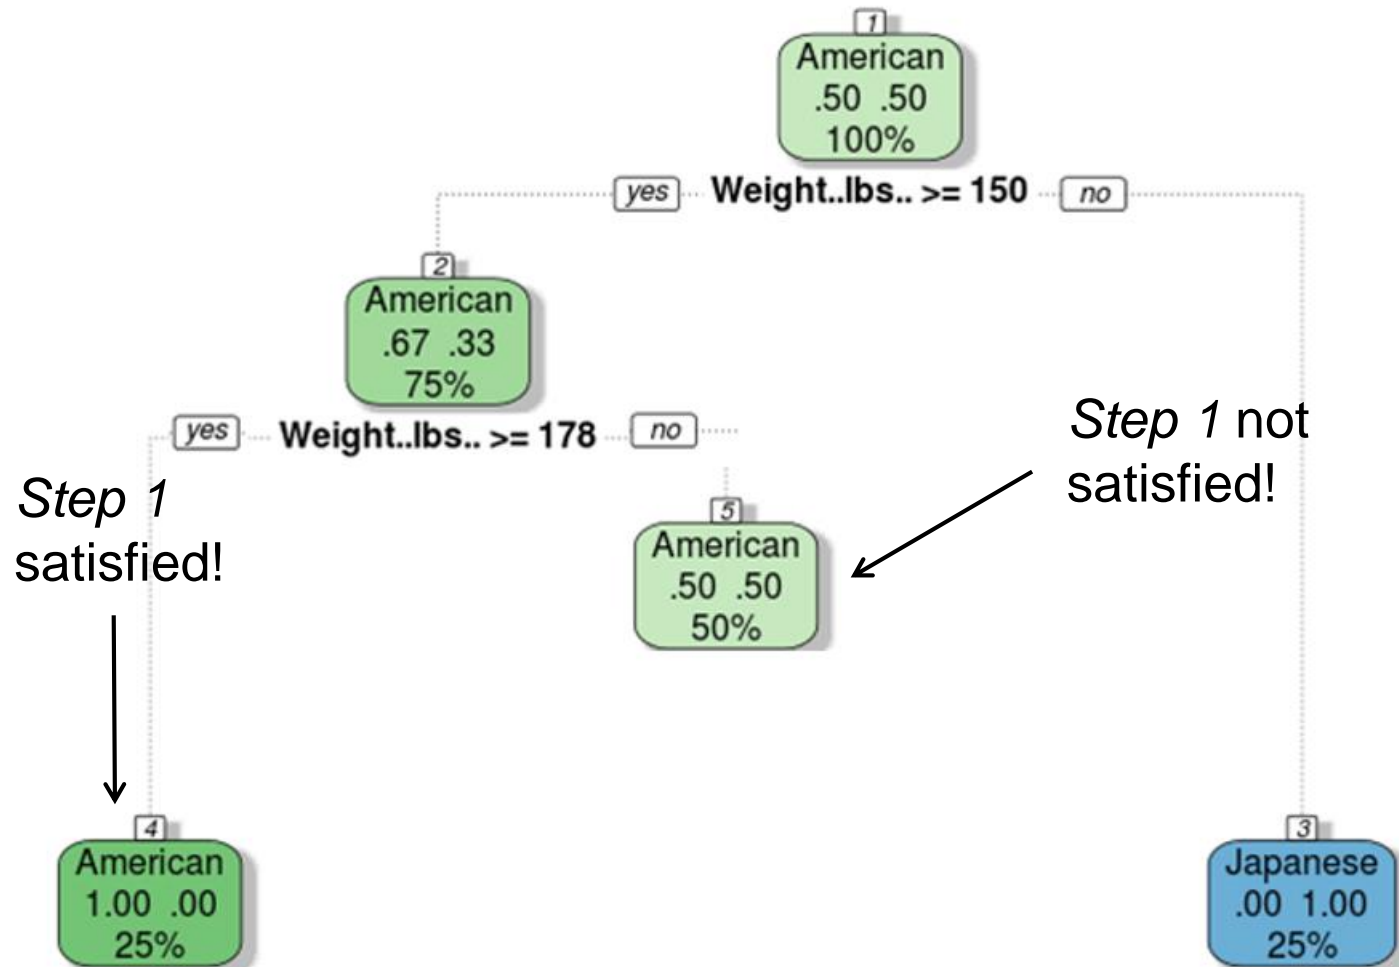 1
American
.50 .50
100%
yes Weight..lbs.. >= 150 no
2
American
.67 .33
75%
yes Weight..lbs.. >= 178 no
Step 1 not
satisfied!
Step 1
satisfied!
5
American
.50 .50
50%
4
American
1.00 .00
25%
3
Japanese
.00 1.00
25%